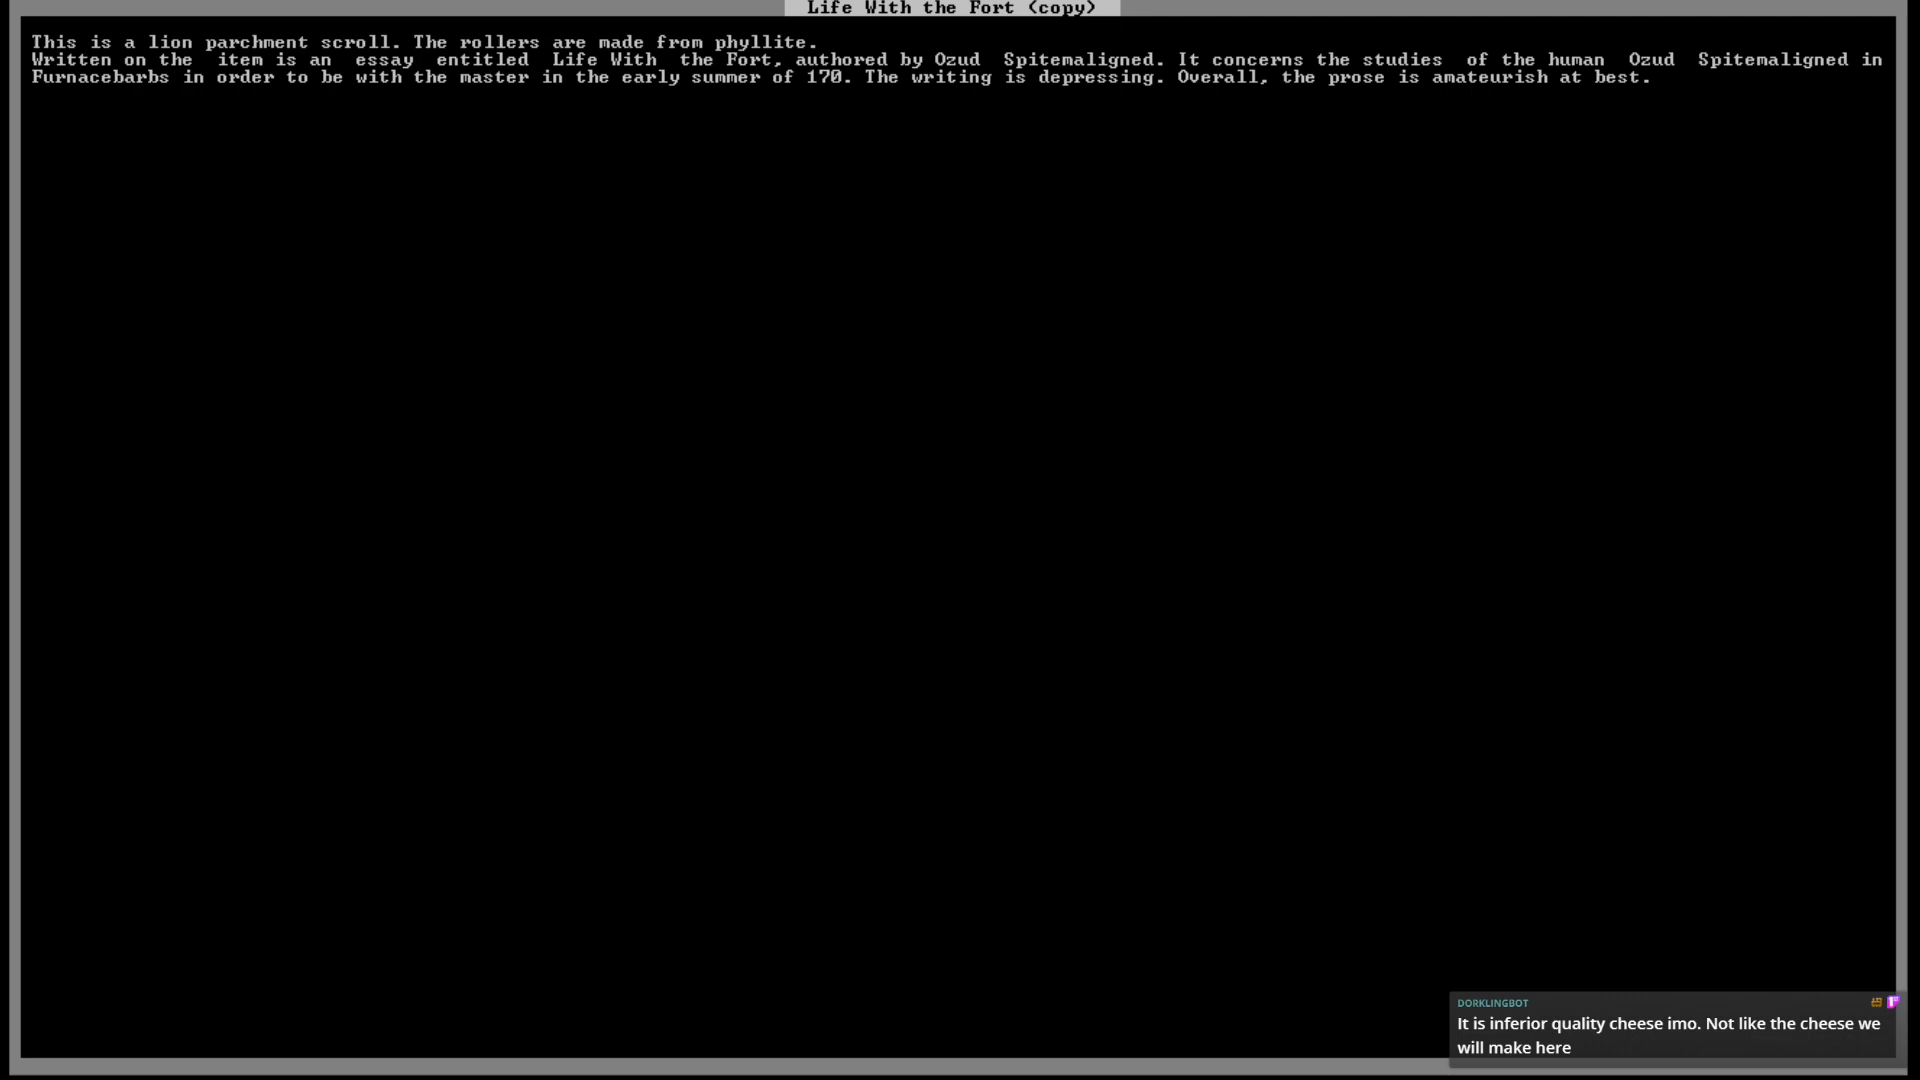 Life With the Fort (copy)
This is a lion parchment scroll. The rollers are made from phyllite.
Written on the item is an essay entitled Life With the Fort, authored by Ozud Spitemaligned. It concerns the studies of the human Ozud Spitemaligned in
Furnacebarbs in order to be with the master in the early summer of 170. The writing is depressing. Overall, the prose is amateurish at best.
DORKLINGBOT
It is inferior quality cheese imo. Not like the cheese we
will make here